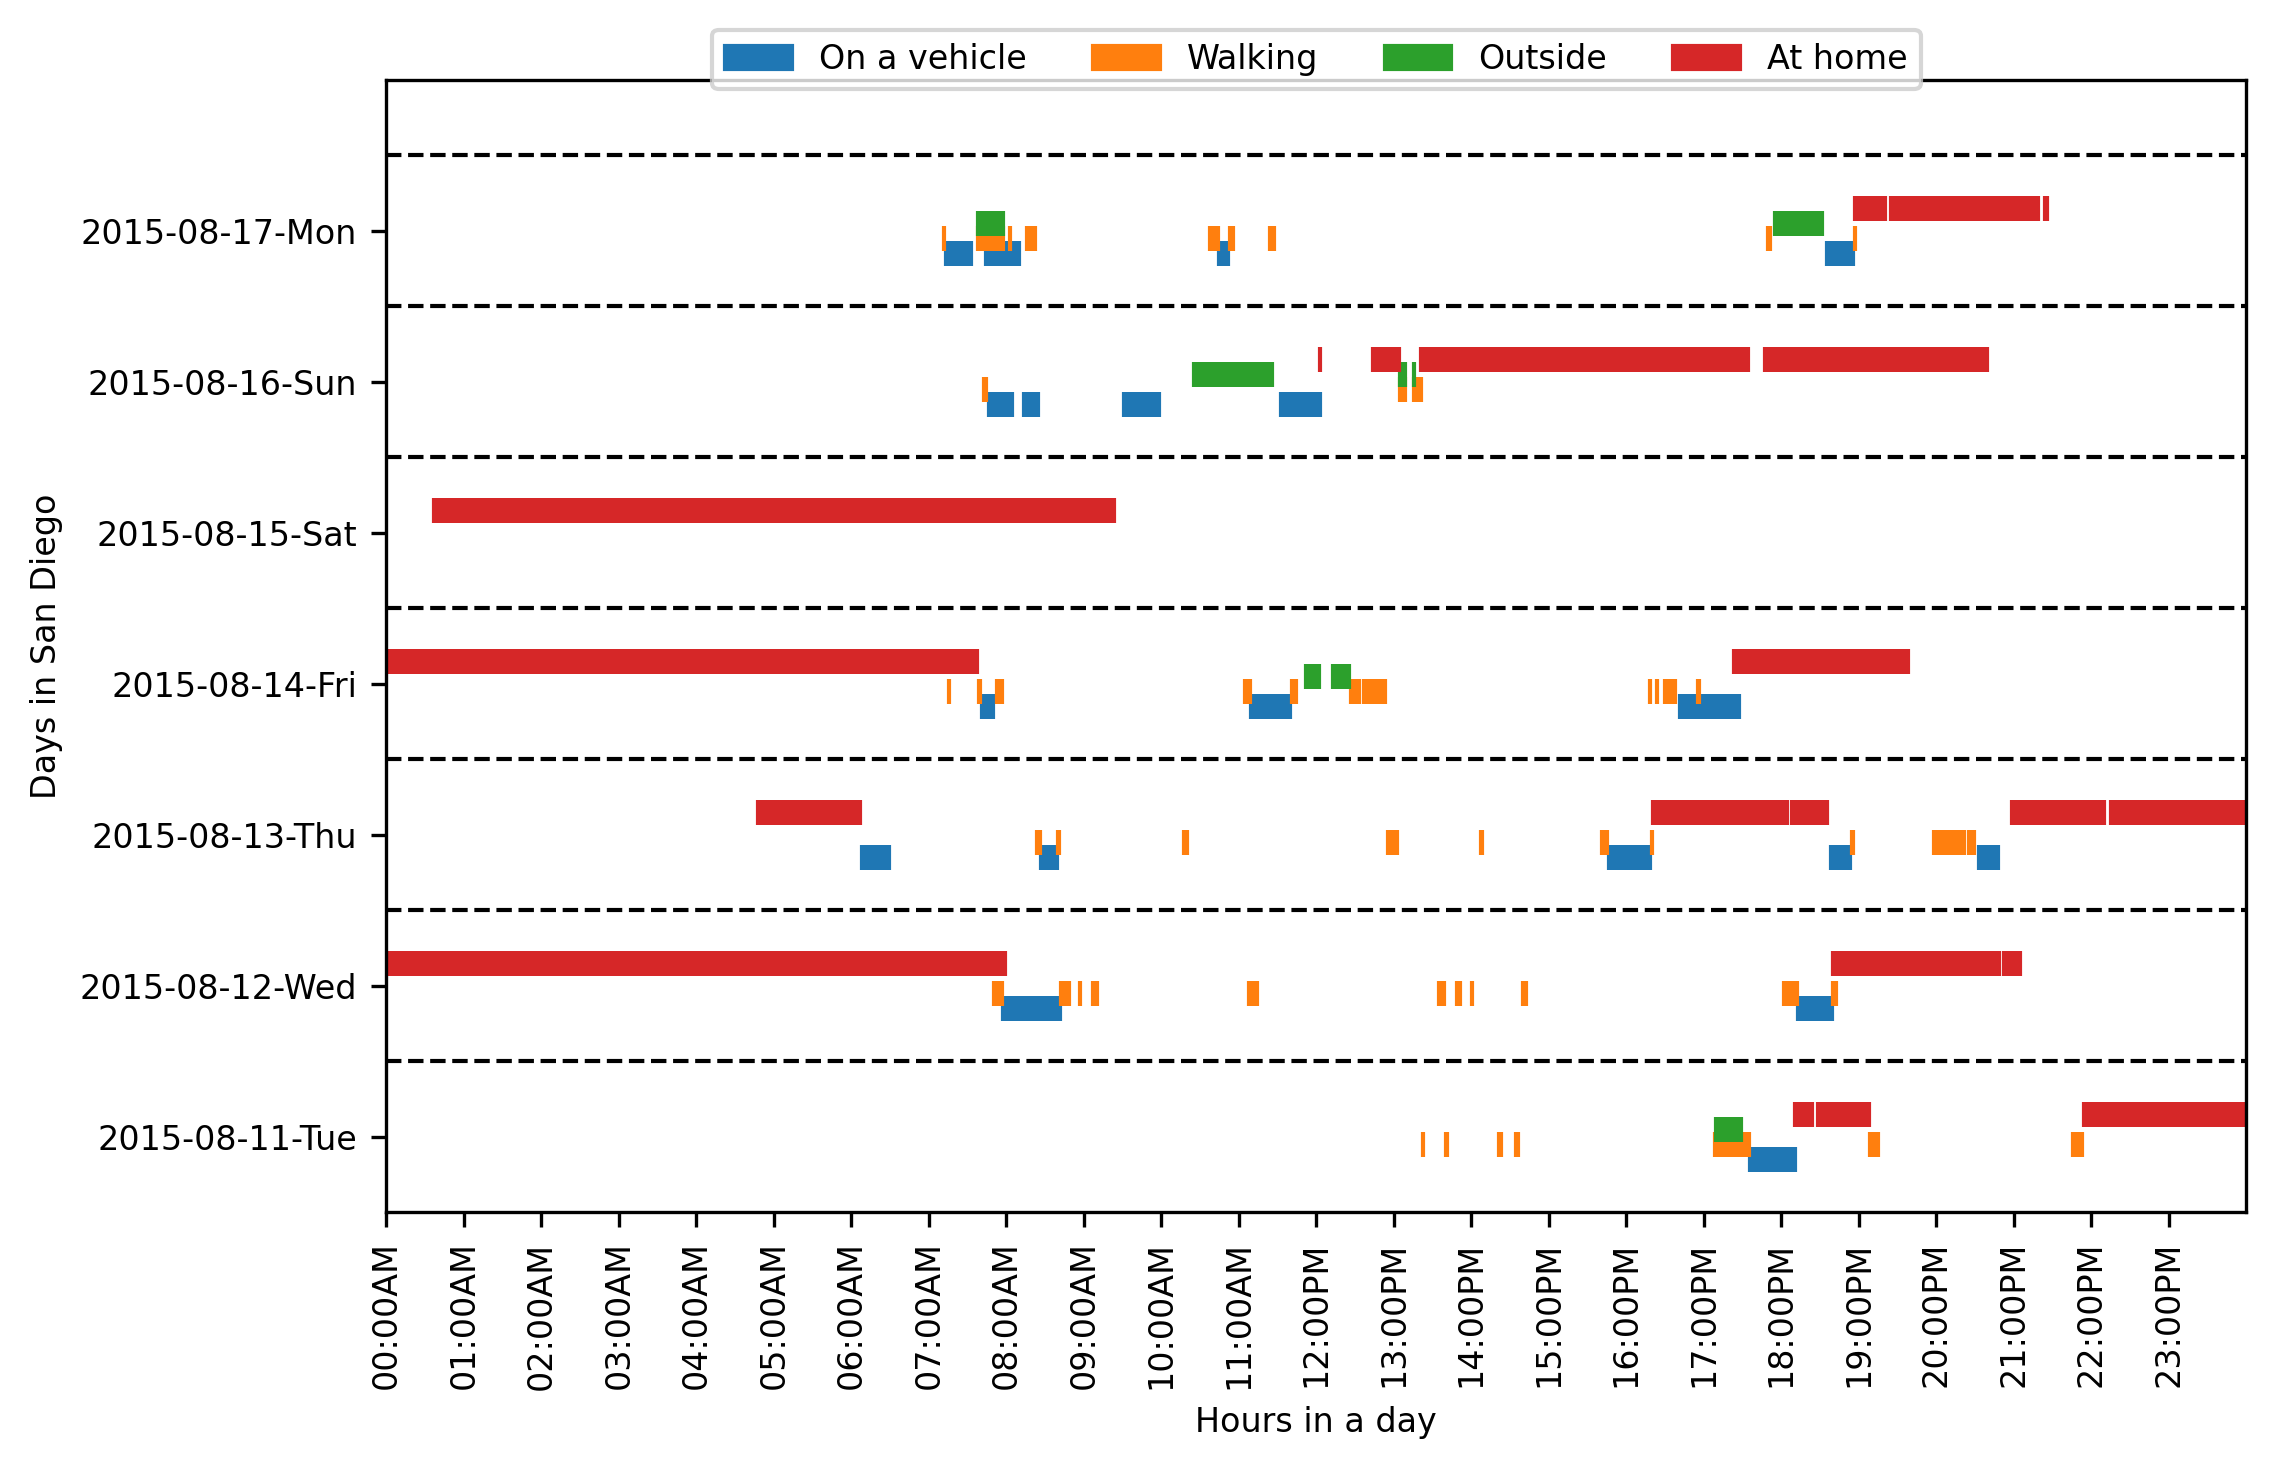 On a vehicle Walking Outside At home
Days in San Diego
2015-08-17-Mon
2015-08-16-Sun
2015-08-15-Sat
2015-08-14-Fri
2015-08-13-Thu
2015-08-12-Wed
2015-08-11-Tue
00:00AM
01:00AM
02:00AM
03:00AM
04:00AM
05:00AM
06:00AM
07:00AM
08:00AM
09:00AM
10:00AM
11:00AM
12:00PM
13:00PM
14:00PM
15:00PM
16:00PM
17:00PM
18:00PM
19:00PM
20:00PM
21:00PM
22:00PM
23:00PM
Hours in a day